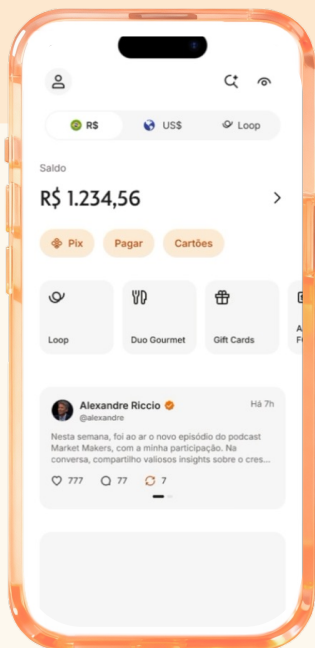 R$
US$
Loop
Saldo
R$ 1.234,56
Pix
Pagar
Cartões
Loop
Duo Gourmet
Gift Cards
Alexandre Riccio
Há 7h
@alexandre
Nesta semana, foi ao ar o novo episódio do podcast
Market Makers, com a minha participação. Na
conversa, compartilho valiosos insights sobre o cres...
777
77
7